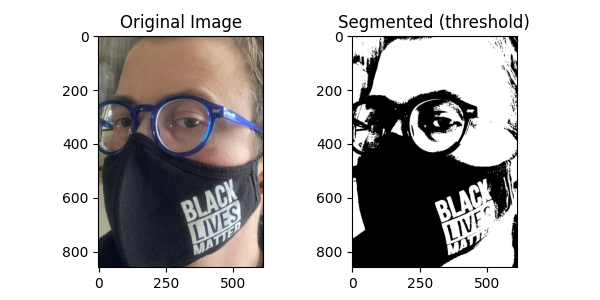 Original Image
Segmented (threshold)
0
200
400
600
800
0
250
500
BLACK
LIVES
MATTER
0
200
400
600
800
0
250
500
BLACK
LIVES
MATTER